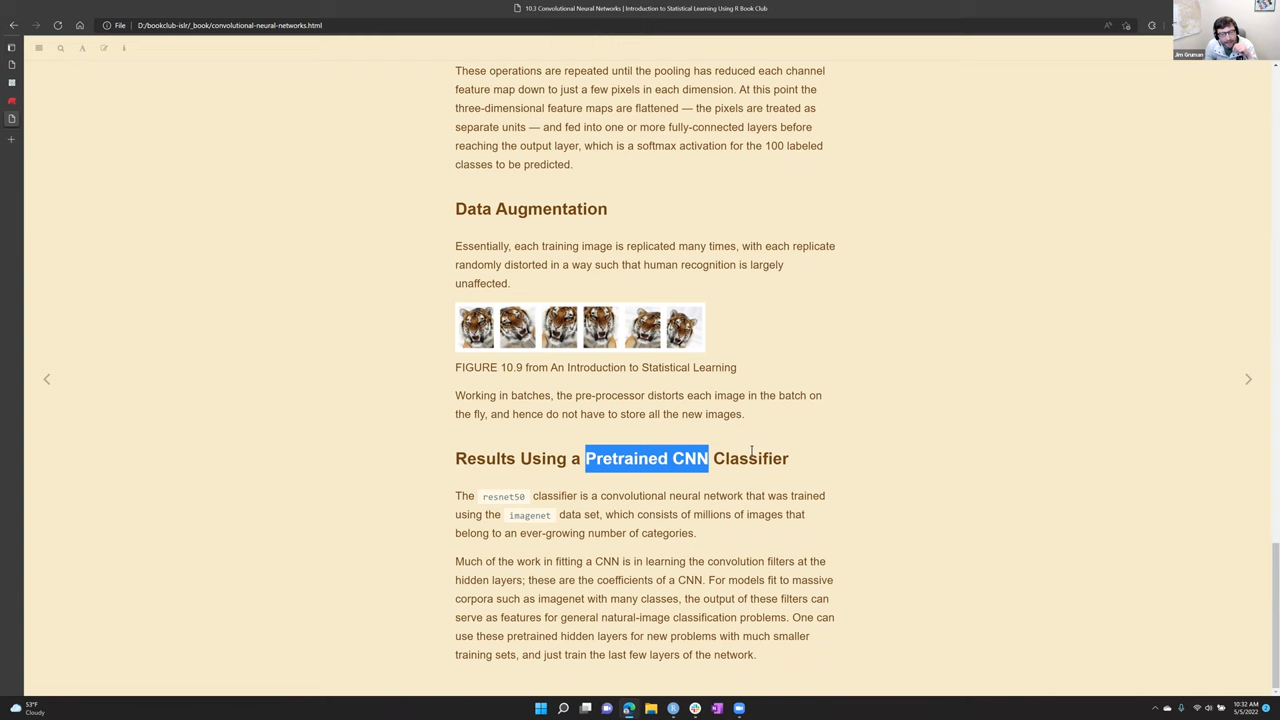 10.3 Convolutional Neural Networks | Introduction to Statistical Learning Using R Book Club
File
D:/bookclub-islr/_book/convolutional-neural-networks.html
Jim Gruman
These operations are repeated until the pooling has reduced each channel
feature map down to just a few pixels in each dimension. At this point the
three-dimensional feature maps are flattened — the pixels are treated as
separate units — and fed into one or more fully-connected layers before
reaching the output layer, which is a softmax activation for the 100 labeled
classes to be predicted.
Data Augmentation
Essentially, each training image is replicated many times, with each replicate
randomly distorted in a way such that human recognition is largely
unaffected.
FIGURE 10.9 from An Introduction to Statistical Learning
Working in batches, the pre-processor distorts each image in the batch on
the fly, and hence do not have to store all the new images.
Results Using a Pretrained CNN Classifier
The resnet50 classifier is a convolutional neural network that was trained
using the imagenet data set, which consists of millions of images that
belong to an ever-growing number of categories.
Much of the work in fitting a CNN is in learning the convolution filters at the
hidden layers; these are the coefficients of a CNN. For models fit to massive
corpora such as imagenet with many classes, the output of these filters can
serve as features for general natural-image classification problems. One can
use these pretrained hidden layers for new problems with much smaller
training sets, and just train the last few layers of the network.
53°F
Cloudy
10:32 AM
5/5/2022